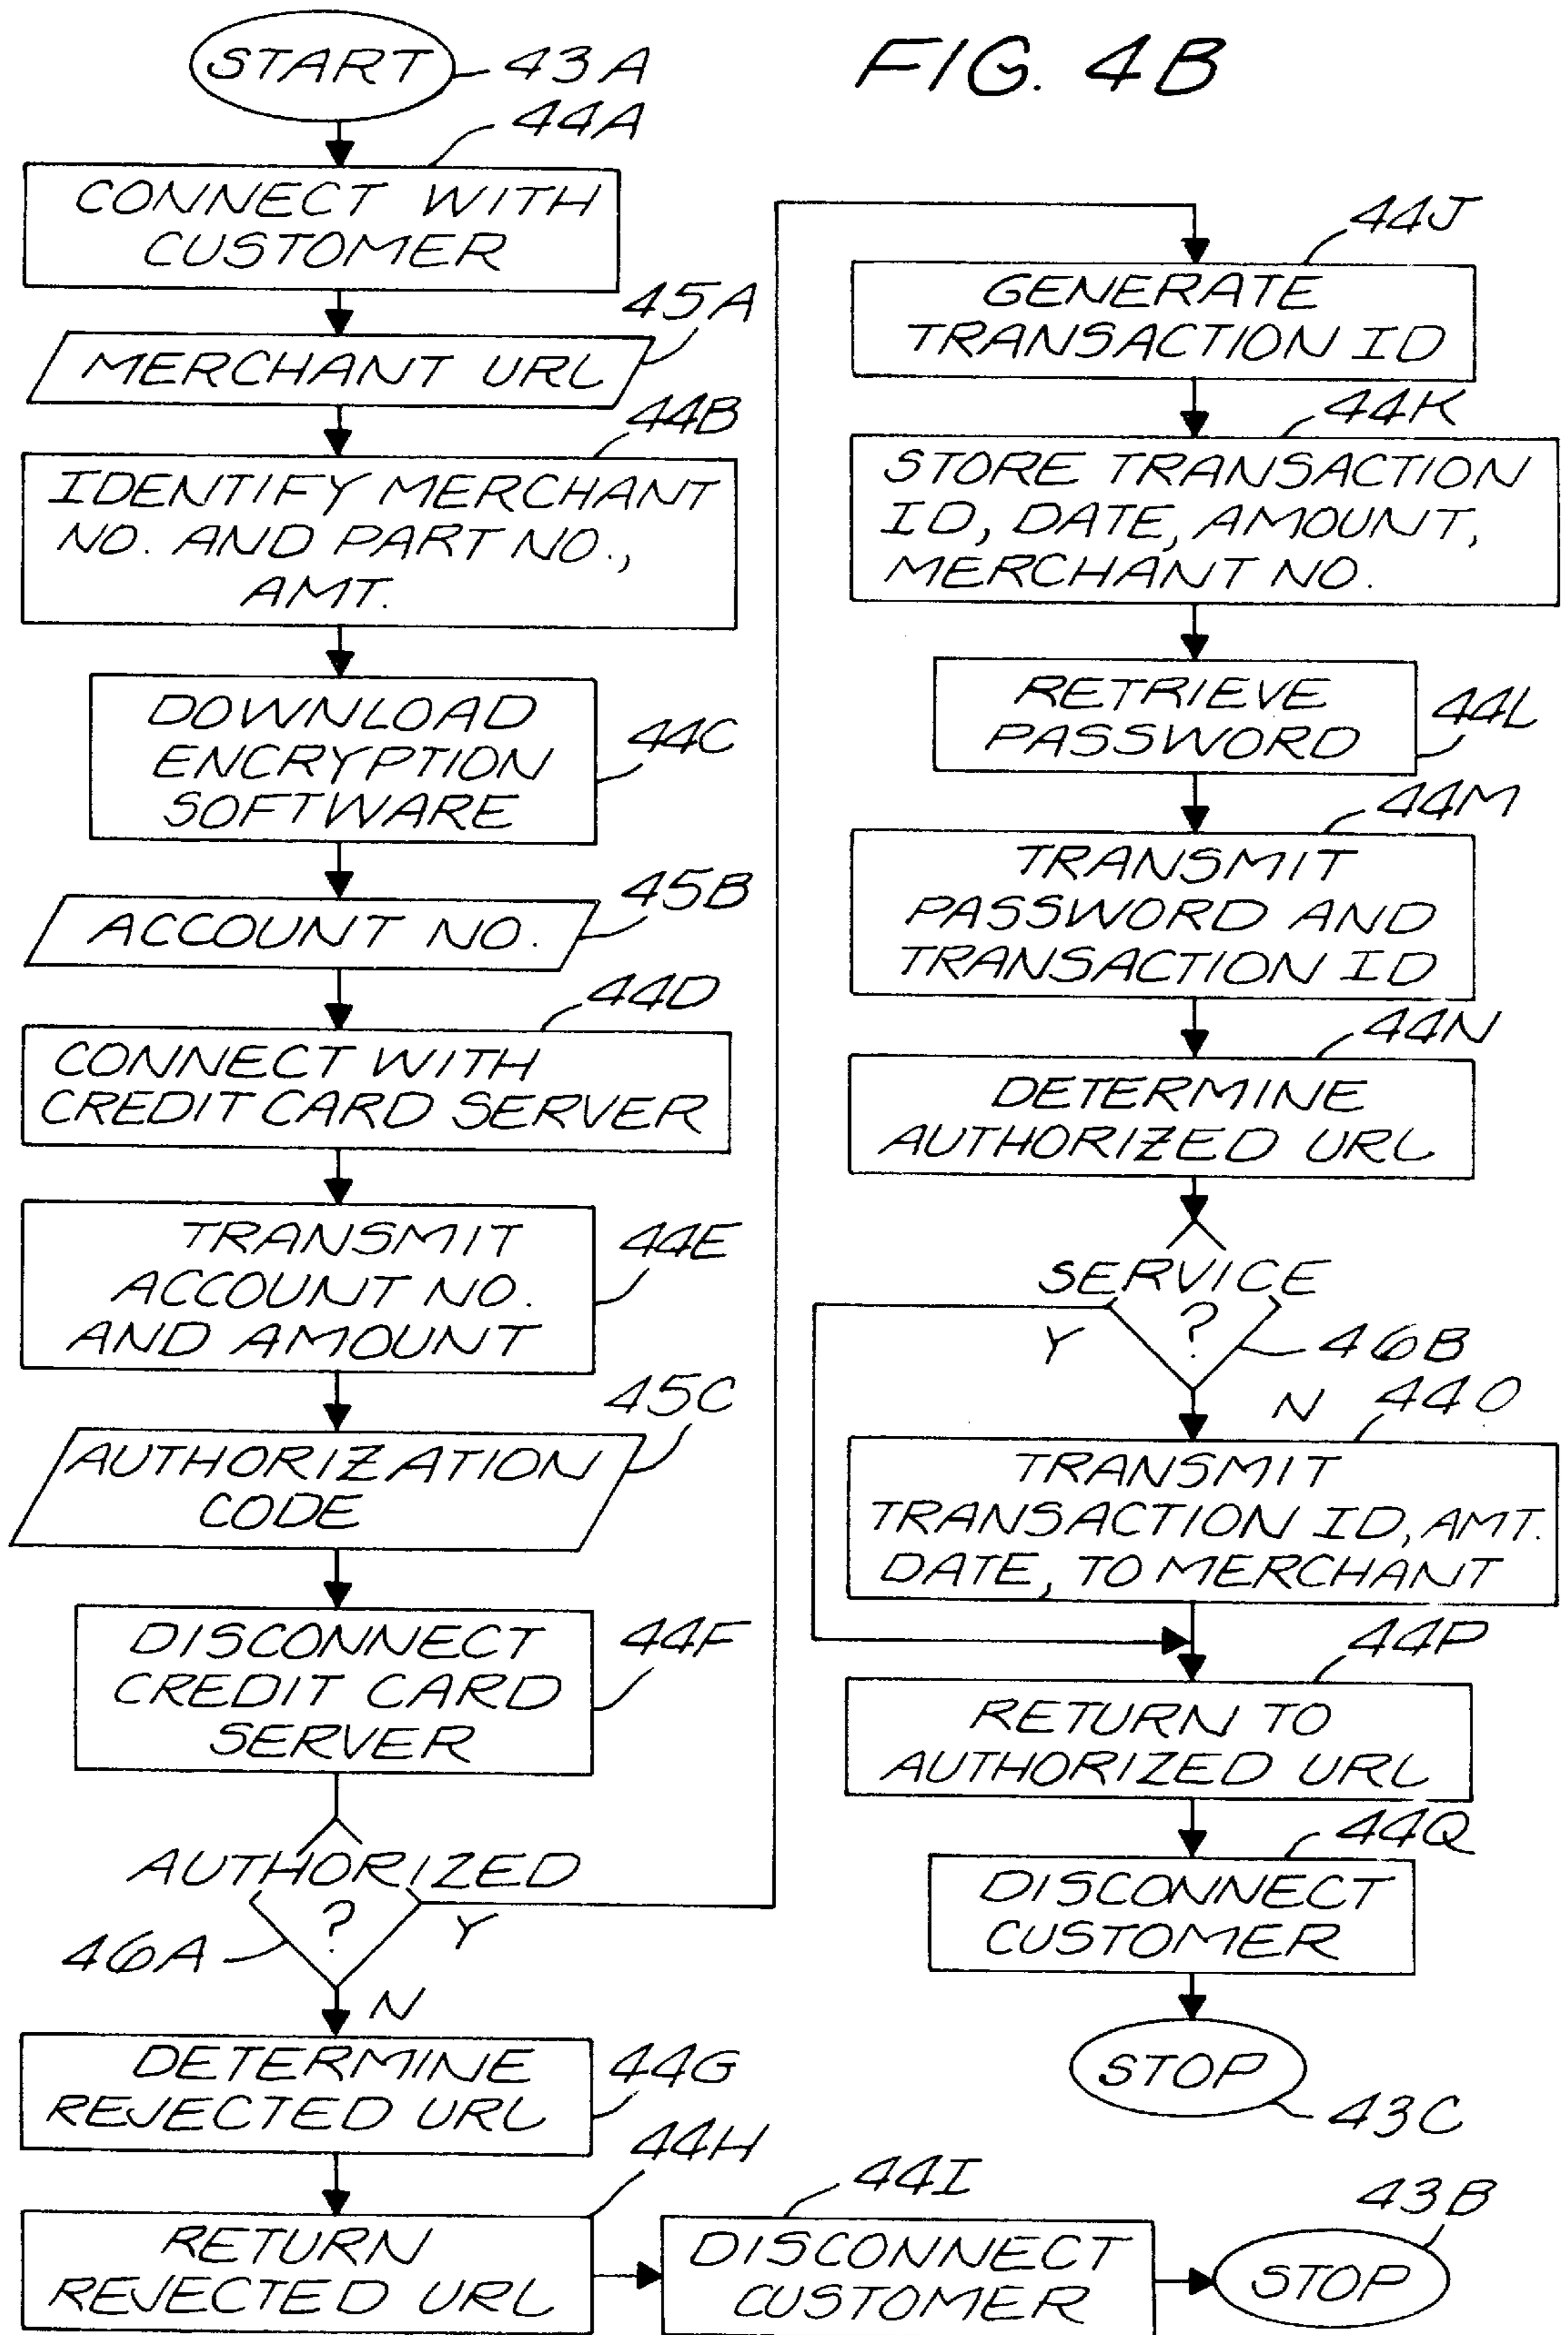 FIG. 4B
START
43A
44A
CONNECT WITH
CUSTOMER
45A
MERCHANT URL
44B
IDENTIFY MERCHANT
NO. AND PART NO.,
AMT.
DOWNLOAD
ENCRYPTION
SOFTWARE
44C
45B
ACCOUNT NO.
44D
CONNECT WITH
CREDIT CARD SERVER
TRANSMIT
ACCOUNT NO.
AND AMOUNT
44E
45C
AUTHORIZATION
CODE
DISCONNECT
CREDIT CARD
SERVER
44F
AUTHORIZED
?
Y
46A
N
DETERMINE
REJECTED URL
44G
44H
RETURN
REJECTED URL
44I
DISCONNECT
CUSTOMER
43B
STOP
44J
GENERATE
TRANSACTION ID
44K
STORE TRANSACTION
ID, DATE, AMOUNT,
MERCHANT NO.
RETRIEVE
PASSWORD
44L
44M
TRANSMIT
PASSWORD AND
TRANSACTION ID
44N
DETERMINE
AUTHORIZED URL
SERVICE
?
Y
46B
N
44O
TRANSMIT
TRANSACTION ID, AMT.
DATE, TO MERCHANT
44P
RETURN TO
AUTHORIZED URL
44Q
DISCONNECT
CUSTOMER
STOP
43C